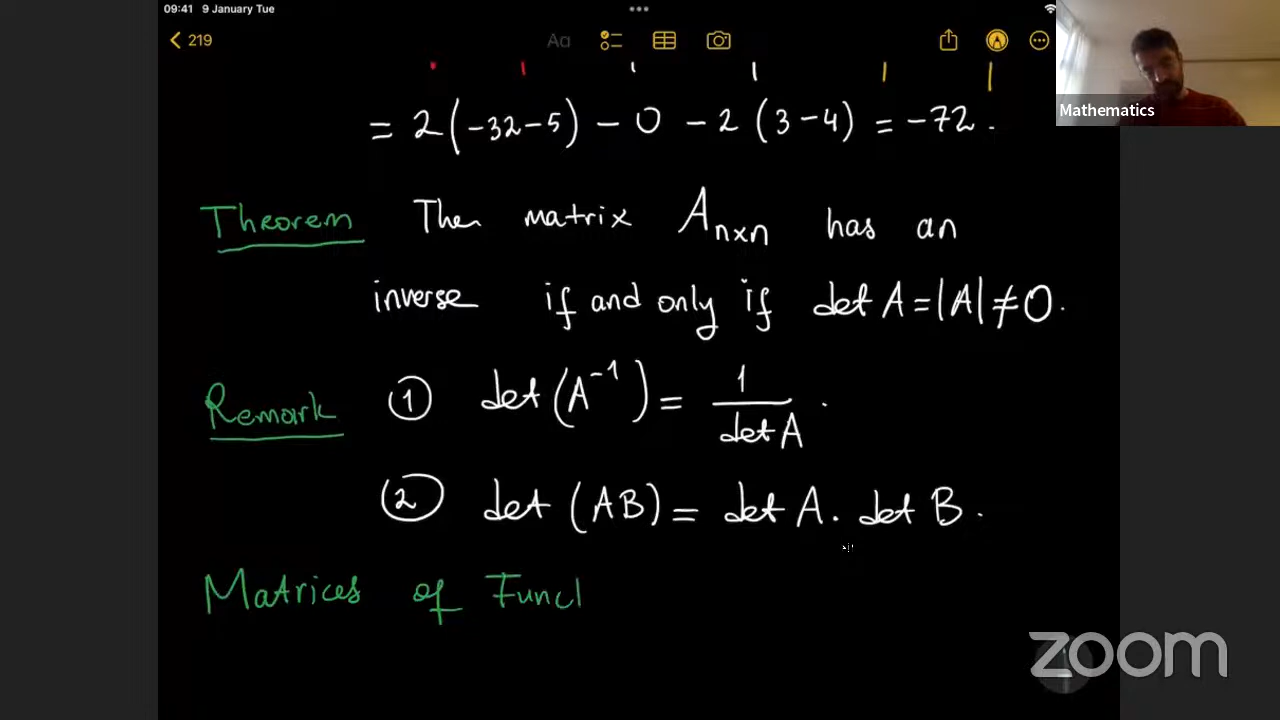 09:41 9 January Tue
219
Aa
Mathematics
= 2(-32-5) - 0 - 2(3-4) = -72.
Theorem The matrix Aₙₓₙ has an
inverse if and only if det A = |A| ≠ 0.
Remark ① det(A⁻¹) = 1/det A.
② det(AB) = det A . det B.
Matrices of Funcl
zoom